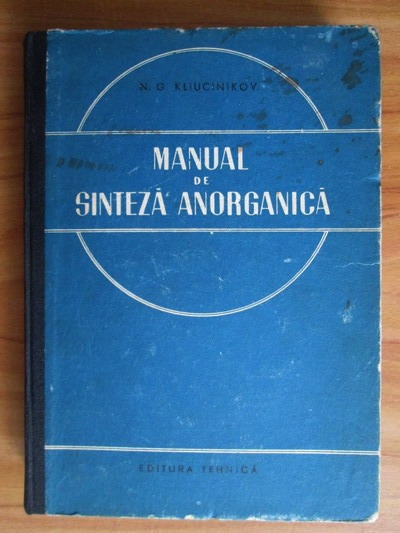 N. G. KLIUCINIKOV
MANUAL
DE
SINTEZĂ ANORGANICĂ
EDITURA TEHNICĂ